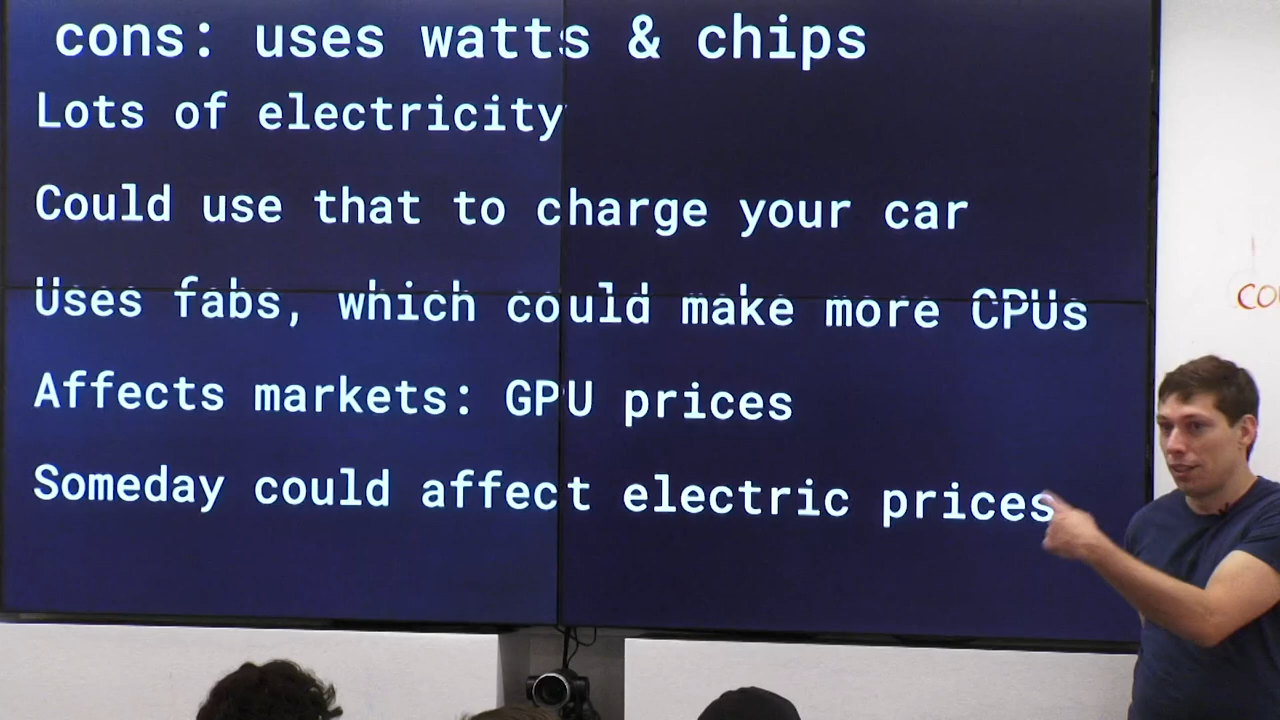 cons: uses watts & chips
Lots of electricity
Could use that to charge your car
Uses fabs, which could make more CPUs
Affects markets: GPU prices
Someday could affect electric prices